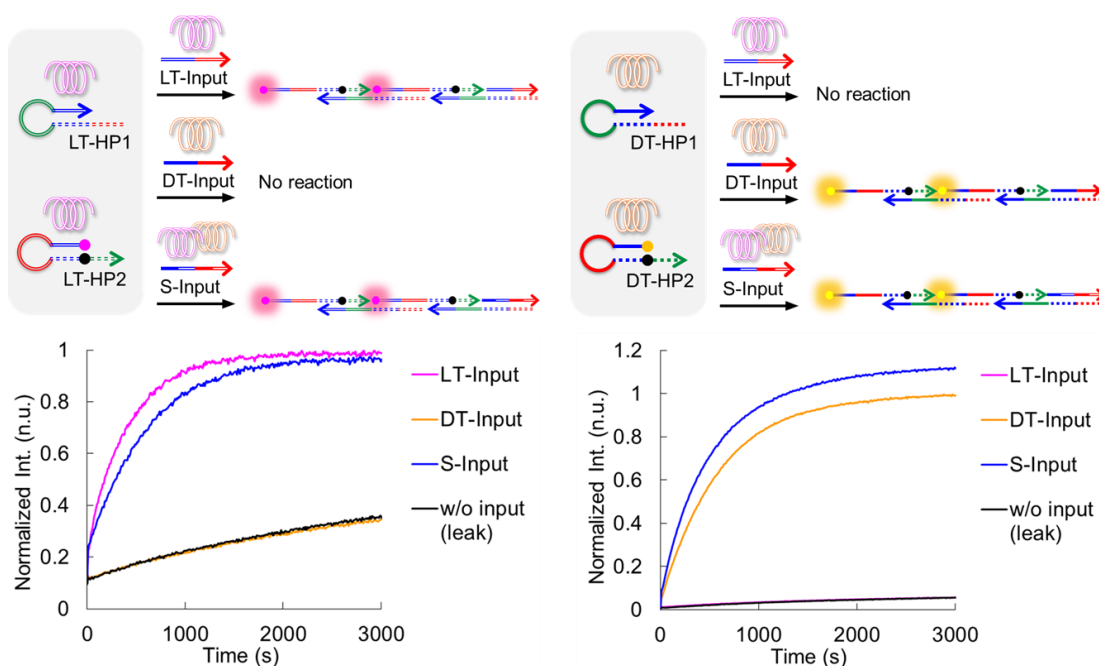 LT-Input
LT-HP1
DT-Input
No reaction
LT-HP2
S-Input
LT-Input
No reaction
DT-HP1
DT-Input
DT-HP2
S-Input
Normalized Int. (n.u.)
1
0.8
0.6
0.4
0.2
0
0
1000
2000
3000
Time (s)
LT-Input
DT-Input
S-Input
w/o input
(leak)
Normalized Int. (n.u.)
1.2
1
0.8
0.6
0.4
0.2
0
0
1000
2000
3000
Time (s)
LT-Input
DT-Input
S-Input
w/o input
(leak)